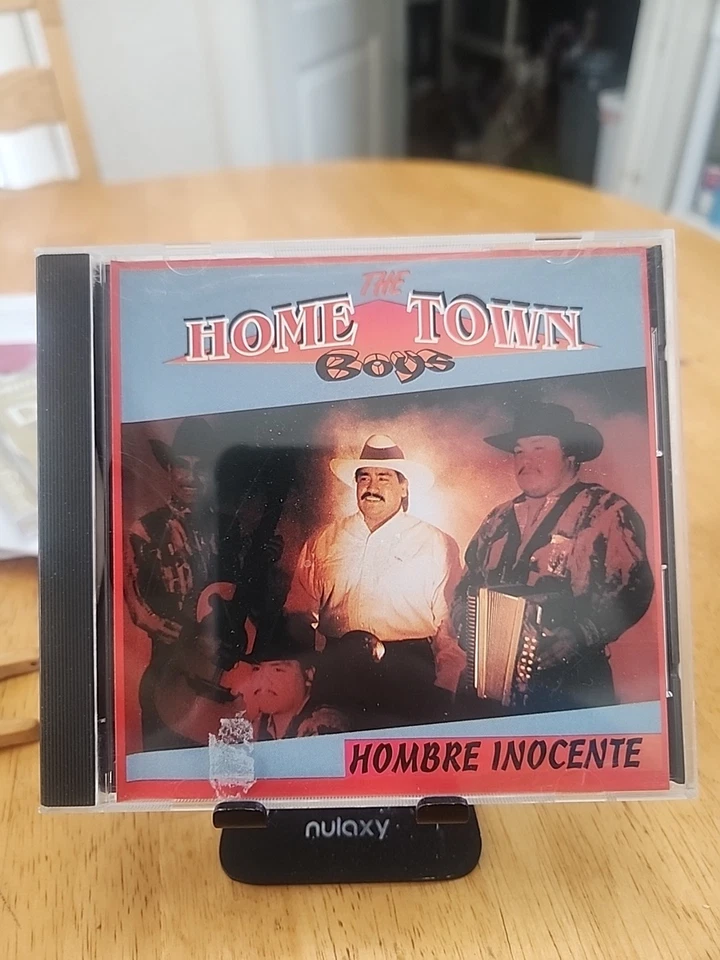 THE
HOME TOWN
Boys
HOMBRE INOCENTE
nulaxy